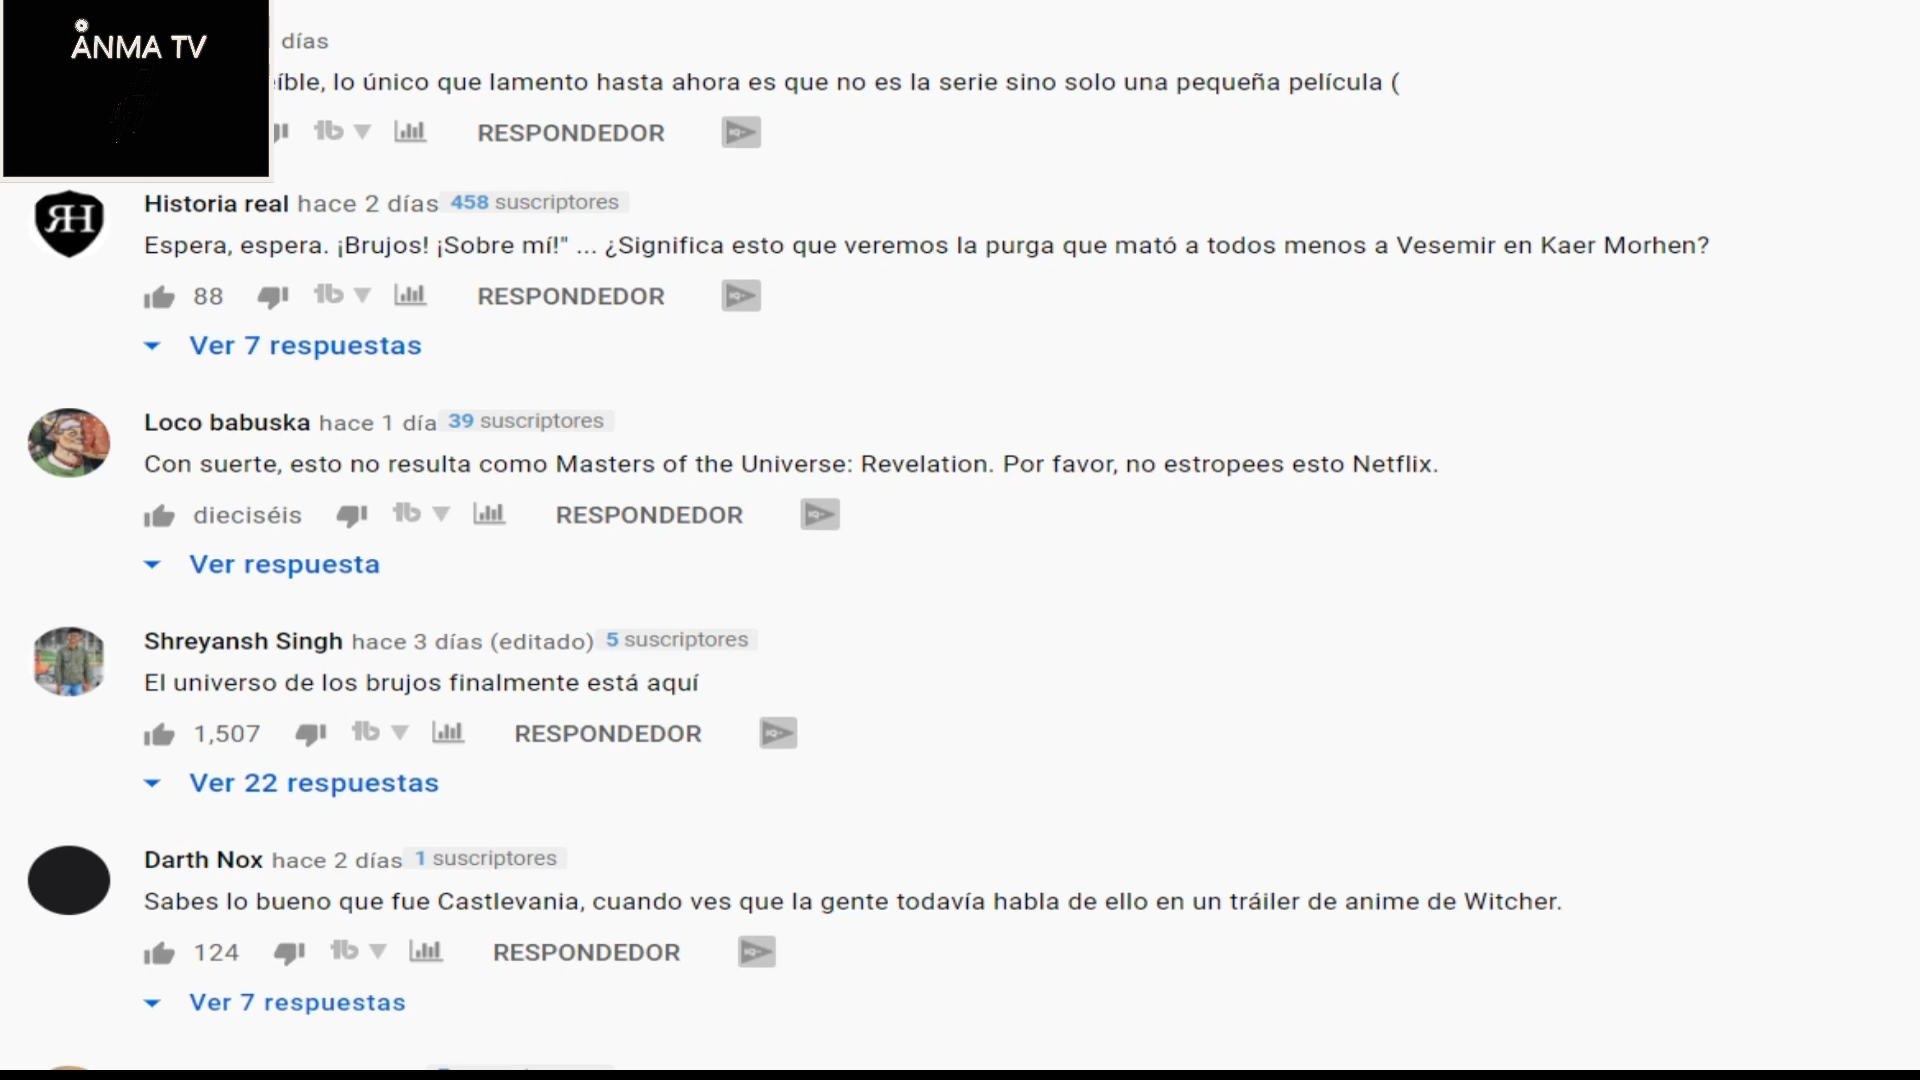 ANMA TV
días
íble, lo único que lamento hasta ahora es que no es la serie sino solo una pequeña película (
RESPONDEDOR
Historia real hace 2 días 458 suscriptores
Espera, espera. ¡Brujos! ¡Sobre mí!" ... ¿Significa esto que veremos la purga que mató a todos menos a Vesemir en Kaer Morhen?
88 RESPONDEDOR
Ver 7 respuestas
Loco babuska hace 1 día 39 suscriptores
Con suerte, esto no resulta como Masters of the Universe: Revelation. Por favor, no estropees esto Netflix.
dieciséis RESPONDEDOR
Ver respuesta
Shreyansh Singh hace 3 días (editado) 5 suscriptores
El universo de los brujos finalmente está aquí
1,507 RESPONDEDOR
Ver 22 respuestas
Darth Nox hace 2 días 1 suscriptores
Sabes lo bueno que fue Castlevania, cuando ves que la gente todavía habla de ello en un tráiler de anime de Witcher.
124 RESPONDEDOR
Ver 7 respuestas